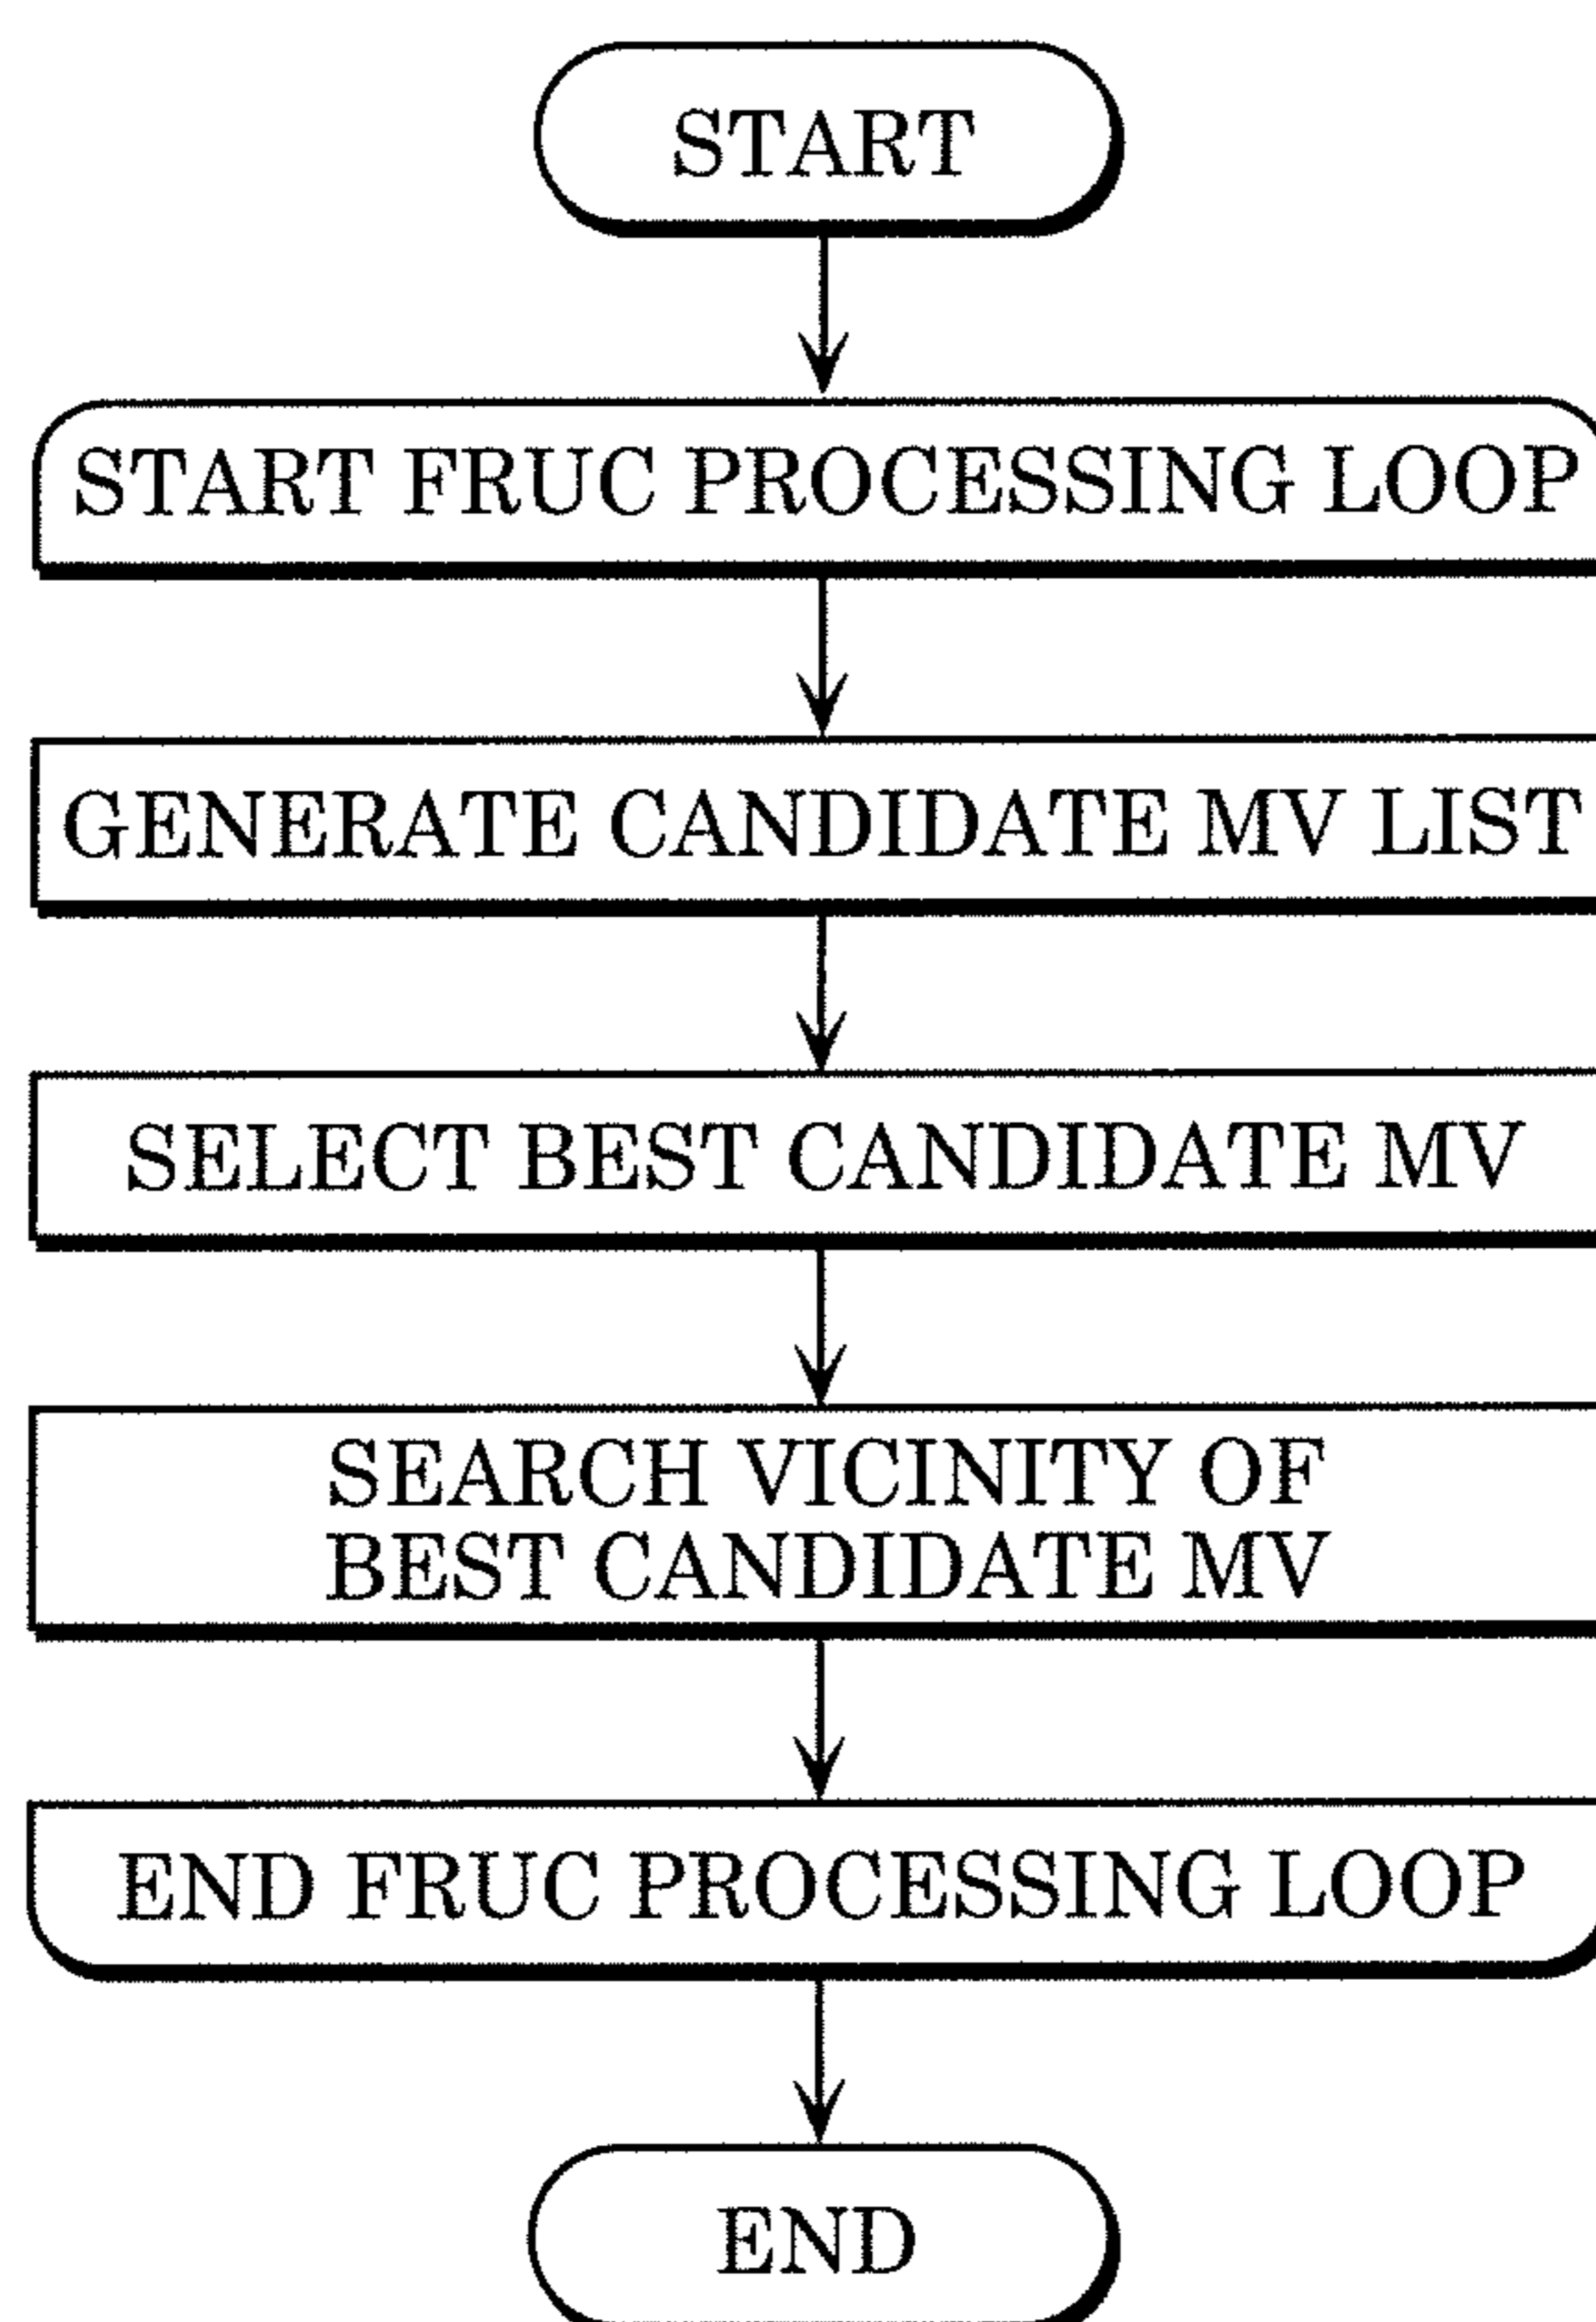 START
START FRUC PROCESSING LOOP
GENERATE CANDIDATE MV LIST
SELECT BEST CANDIDATE MV
SEARCH VICINITY OF
BEST CANDIDATE MV
END FRUC PROCESSING LOOP
END